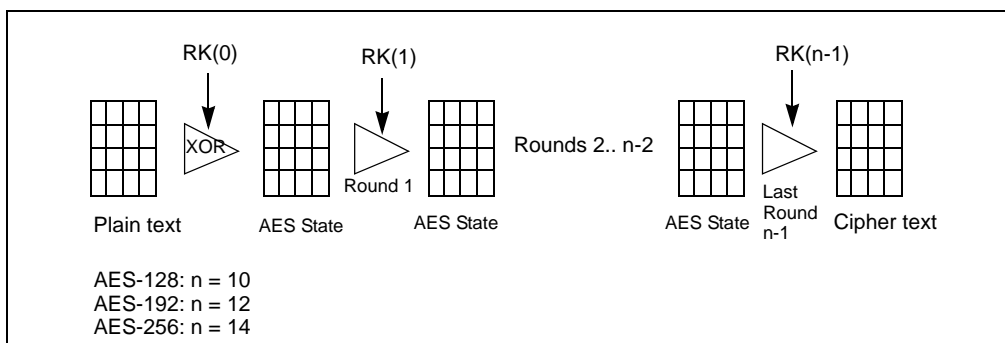 RK(0)
RK(1)
RK(n-1)
XOR
Rounds 2.. n-2
Round 1
Last
Round
n-1
Plain text
AES State
AES State
AES State
Cipher text
AES-128: n = 10
AES-192: n = 12
AES-256: n = 14